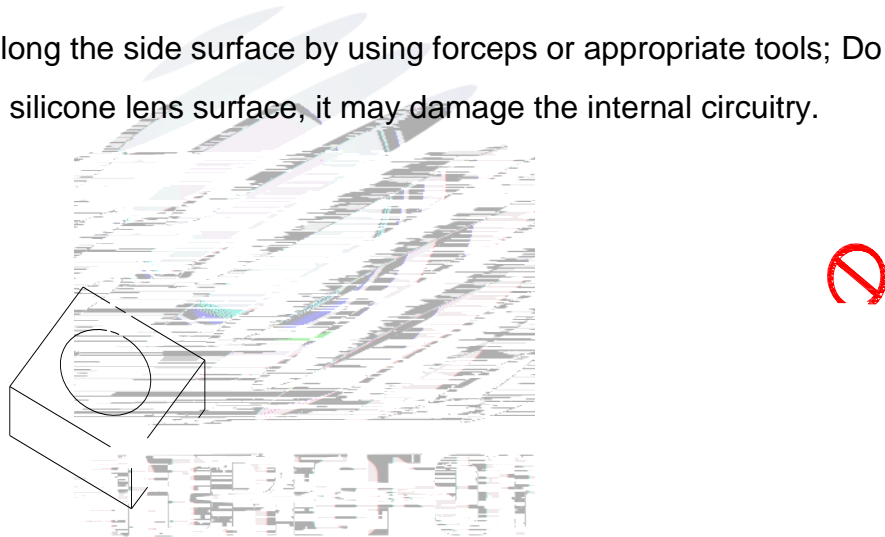 long the side surface by using forceps or appropriate tools; Do
silicone lens surface, it may damage the internal circuitry.